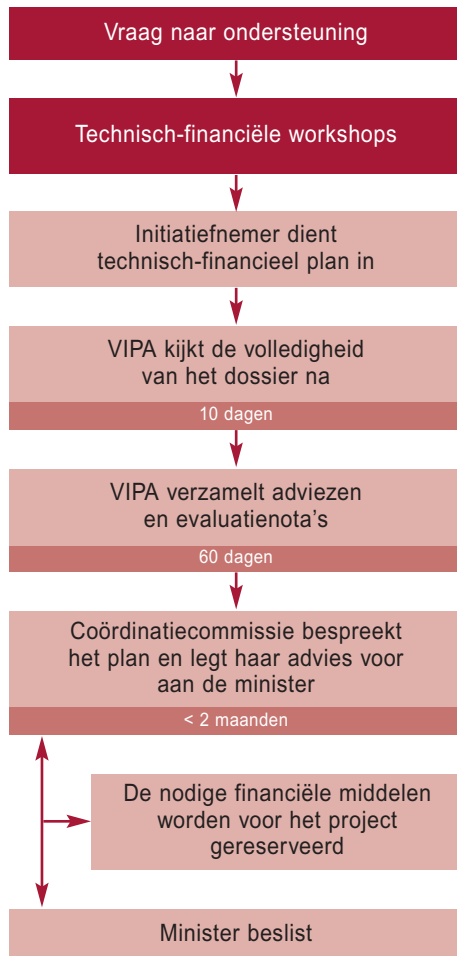 Vraag naar ondersteuning
Technisch-financiële workshops
Initiatiefnemer dient
technisch-financieel plan in
VIPA kijkt de volledigheid
van het dossier na
10 dagen
VIPA verzamelt adviezen
en evaluatienota's
60 dagen
Coördinatiecommissie bespreekt
het plan en legt haar advies voor
aan de minister
< 2 maanden
De nodige financiële middelen
worden voor het project
gereserveerd
Minister beslist